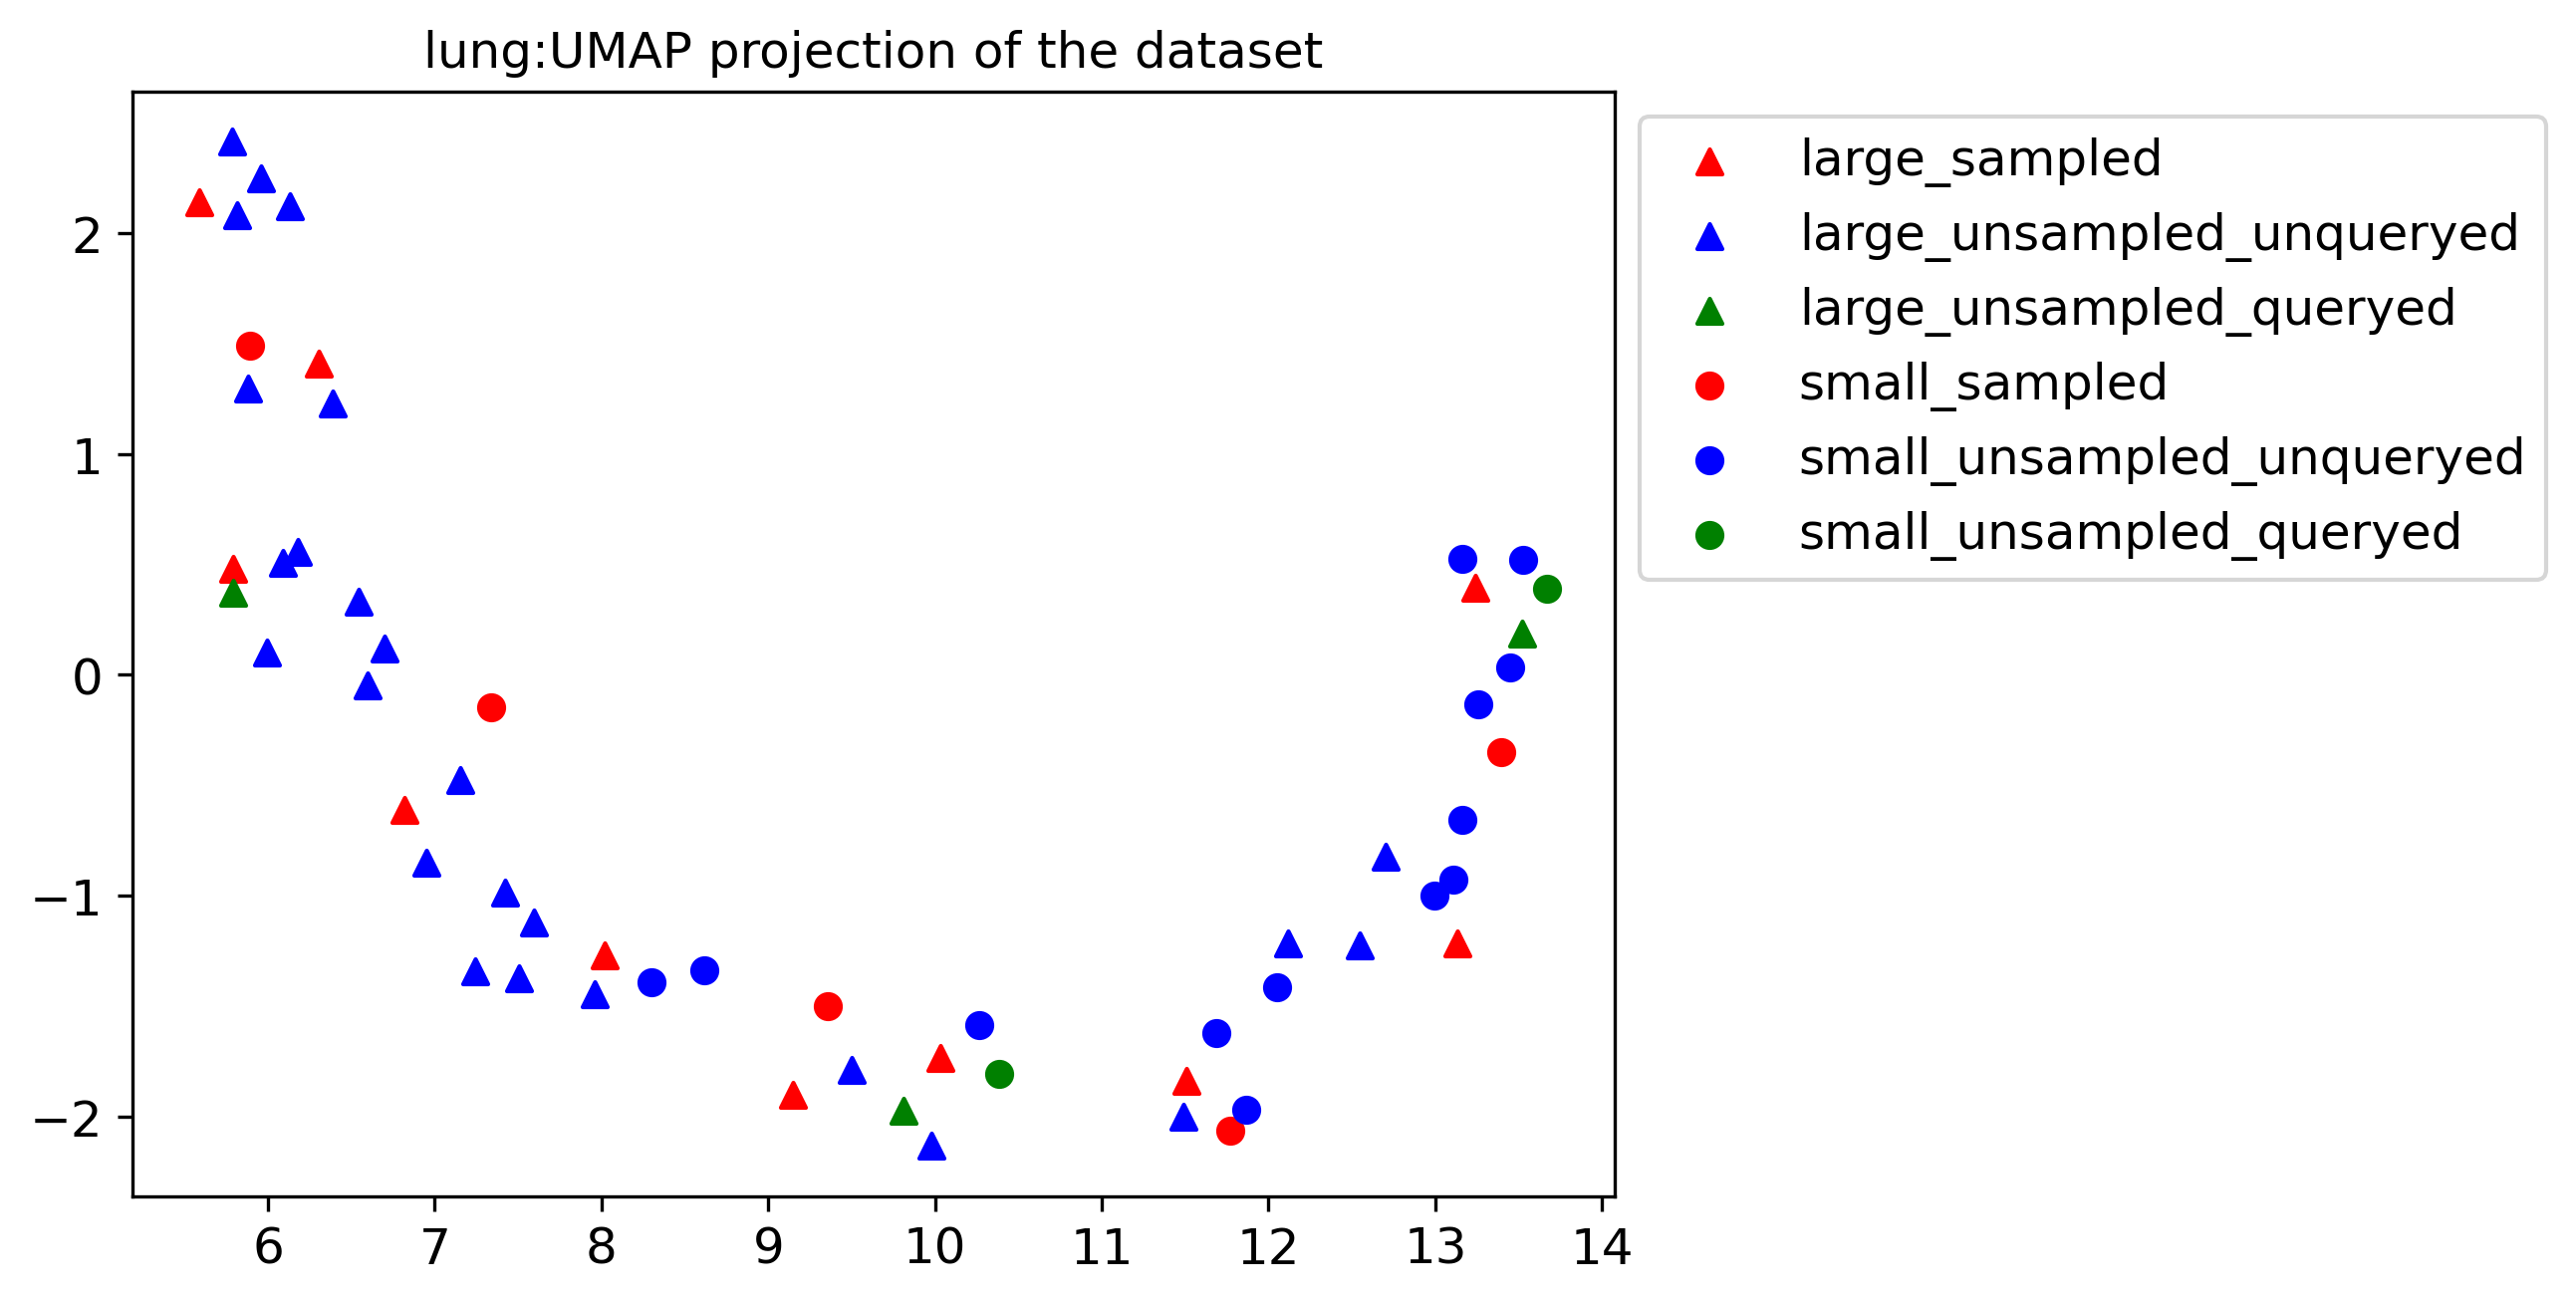 lung:UMAP projection of the dataset
2
1
0
−1
−2
6 7 8 9 10 11 12 13 14
large_sampled
large_unsampled_unqueryed
large_unsampled_queryed
small_sampled
small_unsampled_unqueryed
small_unsampled_queryed